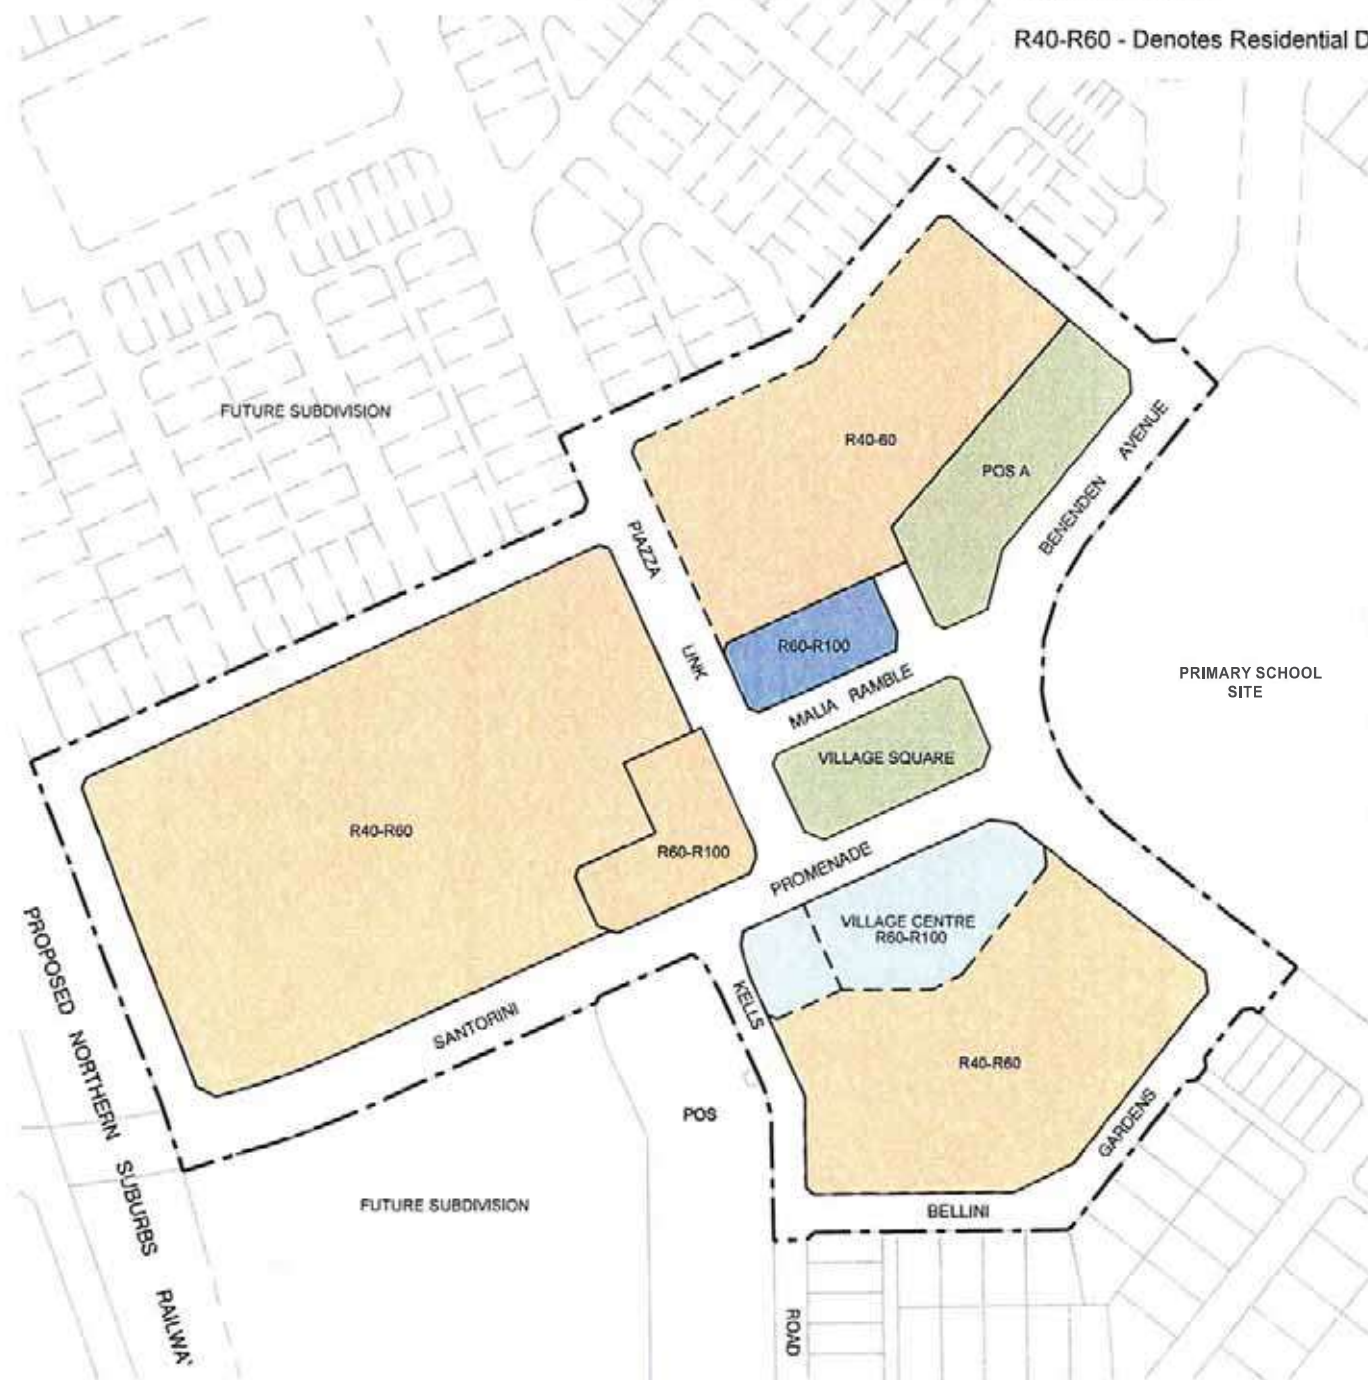 R40-R60 - Denotes Residential D
FUTURE SUBDIVISION
R40-60
POS A
BENENDEN AVENUE
PIAZZA LINK
R60-R100
MALIA RAMBLE
PRIMARY SCHOOL
SITE
VILLAGE SQUARE
R40-R60
R60-R100
PROMENADE
VILLAGE CENTRE
R60-R100
KELLS
SANTORINI
R40-R60
POS
GARDENS
PROPOSED NORTHERN SUBURBS RAILWA
FUTURE SUBDIVISION
BELLINI
ROAD